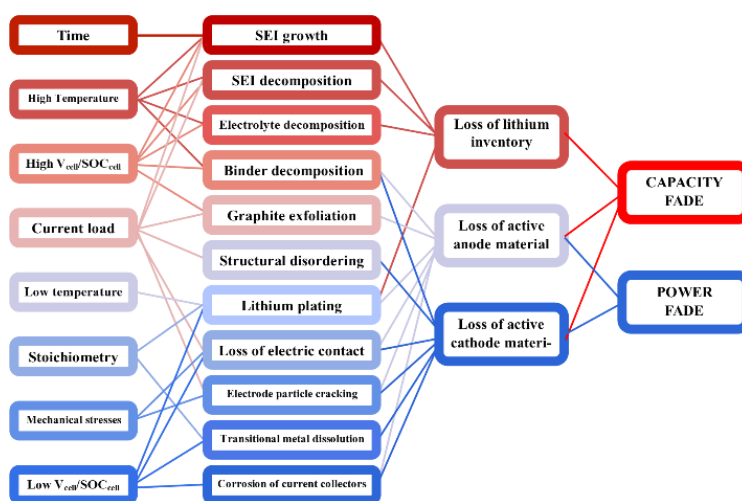 Time
High Temperature
High Vcell/SOCcell
Current load
Low temperature
Stoichiometry
Mechanical stresses
Low Vcell/SOCcell
SEI growth
SEI decomposition
Electrolyte decomposition
Binder decomposition
Graphite exfoliation
Structural disordering
Lithium plating
Loss of electric contact
Electrode particle cracking
Transitional metal dissolution
Corrosion of current collectors
Loss of lithium
inventory
Loss of active
anode material
Loss of active
cathode materi-
CAPACITY
FADE
POWER
FADE